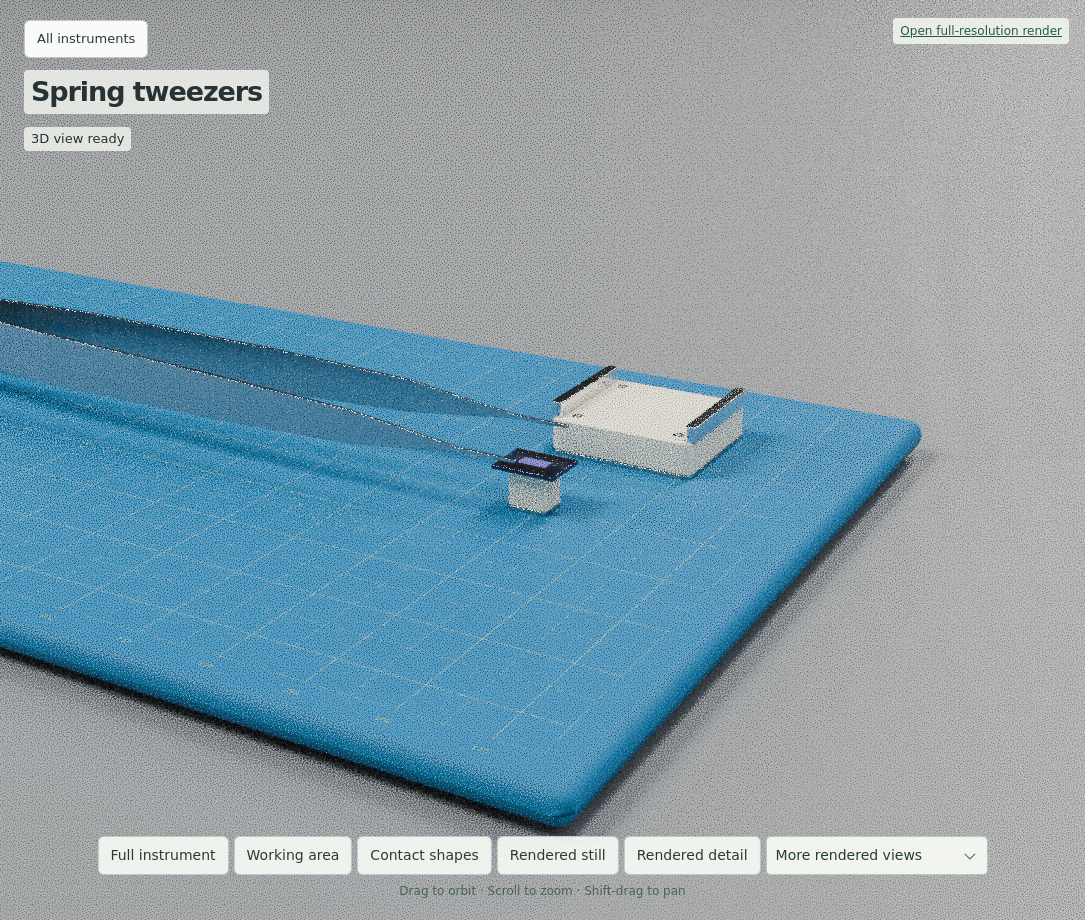 All instruments
Open full-resolution render
Spring tweezers
3D view ready
Full instrument
Working area
Contact shapes
Rendered still
Rendered detail
More rendered views
Drag to orbit · Scroll to zoom · Shift-drag to pan